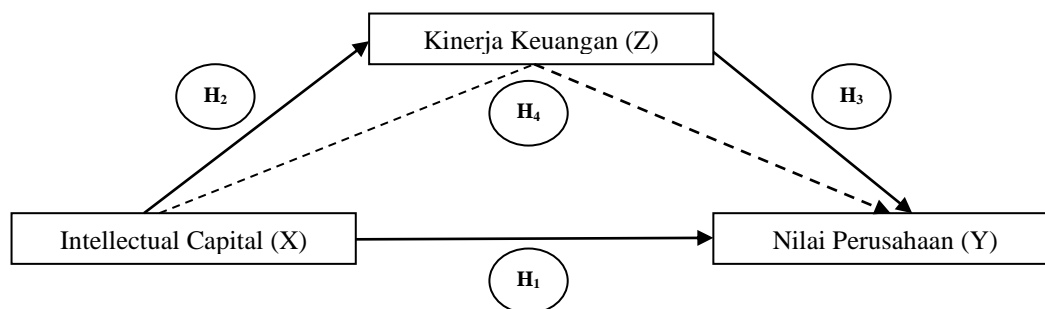 Kinerja Keuangan (Z)
H₂
H₃
H₄
Intellectual Capital (X)
Nilai Perusahaan (Y)
H₁